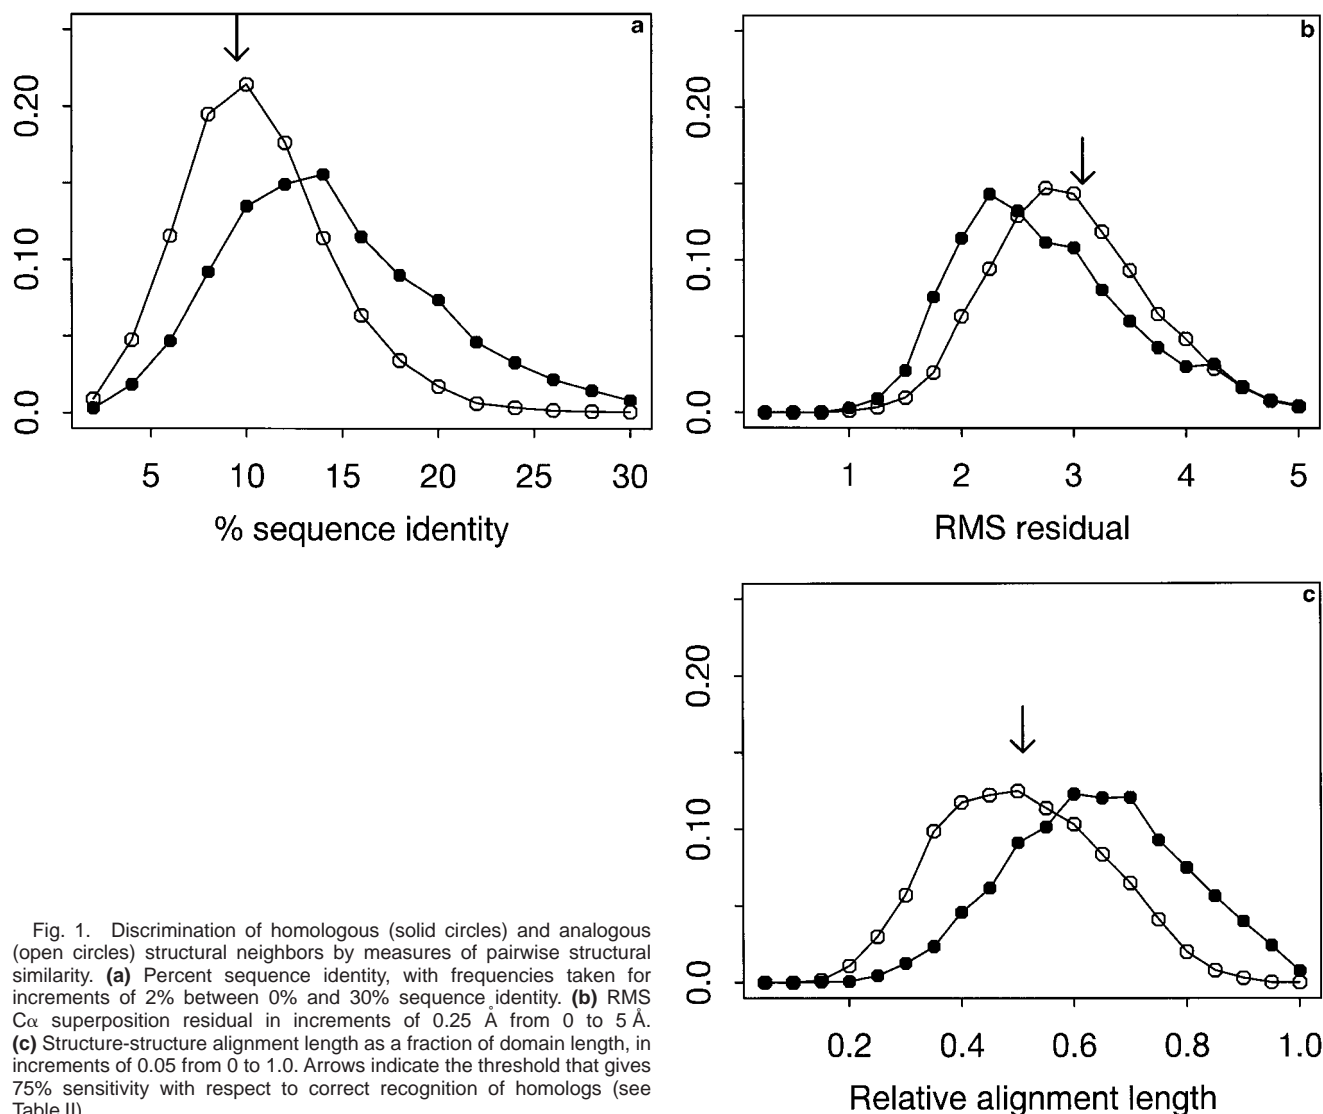 a
0.20
0.10
0.0
5 10 15 20 25 30
% sequence identity
b
0.20
0.10
0.0
1 2 3 4 5
RMS residual
c
0.20
0.10
0.0
0.2 0.4 0.6 0.8 1.0
Relative alignment length
Fig. 1. Discrimination of homologous (solid circles) and analogous
(open circles) structural neighbors by measures of pairwise structural
similarity. (a) Percent sequence identity, with frequencies taken for
increments of 2% between 0% and 30% sequence identity. (b) RMS
Cα superposition residual in increments of 0.25 Å from 0 to 5 Å.
(c) Structure-structure alignment length as a fraction of domain length, in
increments of 0.05 from 0 to 1.0. Arrows indicate the threshold that gives
75% sensitivity with respect to correct recognition of homologs (see
Table II)